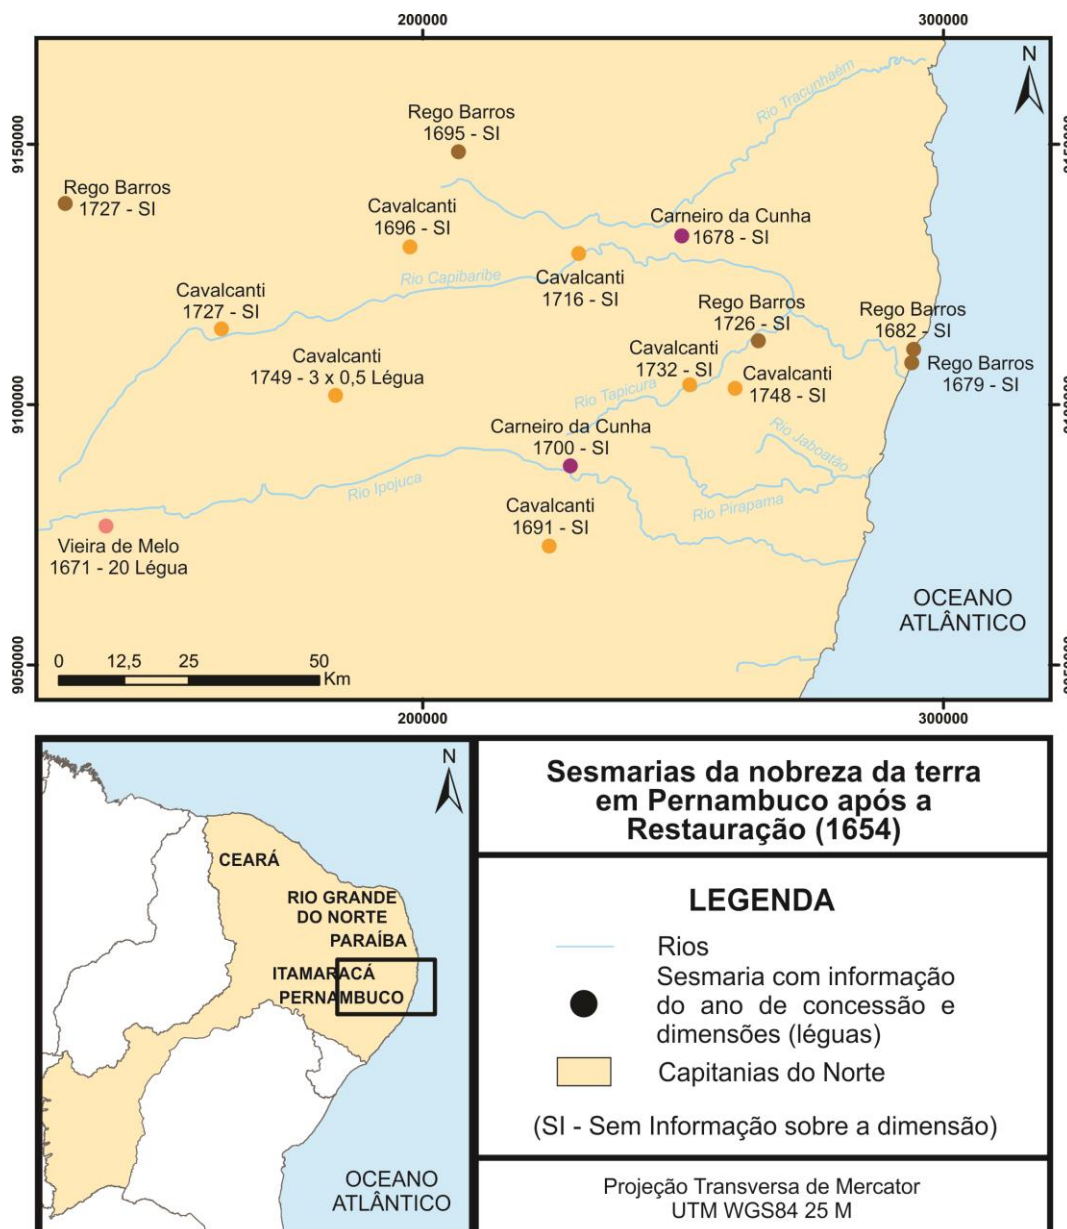 200000
300000
N
Rio Tracunhaém
Rego Barros
1695 - SI
9150000
9150000
Rego Barros
1727 - SI
Cavalcanti
1696 - SI
Carneiro da Cunha
1678 - SI
Rio Capibaribe
Cavalcanti
1716 - SI
Cavalcanti
1727 - SI
Rego Barros
1726 - SI
Rego Barros
1682 - SI
Cavalcanti
1749 - 3 x 0,5 Légua
Cavalcanti
1732 - SI
Cavalcanti
1748 - SI
Rego Barros
1679 - SI
Rio Tapicura
9100000
9100000
Carneiro da Cunha
1700 - SI
Rio Jaboatão
Rio Ipojuca
Rio Pirapama
Cavalcanti
1691 - SI
Vieira de Melo
1671 - 20 Légua
OCEANO
ATLÂNTICO
0 12,5 25 50
Km
9050000
9050000
200000
300000
N
CEARÁ
RIO GRANDE
DO NORTE
PARAÍBA
ITAMARACÁ
PERNAMBUCO
OCEANO
ATLÂNTICO
Sesmarias da nobreza da terra
em Pernambuco após a
Restauração (1654)
LEGENDA
Rios
Sesmaria com informação
do ano de concessão e
dimensões (léguas)
Capitanias do Norte
(SI - Sem Informação sobre a dimensão)
Projeção Transversa de Mercator
UTM WGS84 25 M